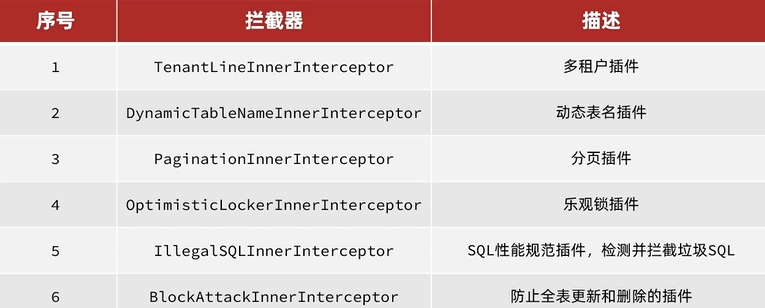 序号 拦截器 描述
1 TenantLineInnerInterceptor 多租户插件
2 DynamicTableNameInnerInterceptor 动态表名插件
3 PaginationInnerInterceptor 分页插件
4 OptimisticLockerInnerInterceptor 乐观锁插件
5 IllegalSQLInnerInterceptor SQL性能规范插件，检测并拦截垃圾SQL
6 BlockAttackInnerInterceptor 防止全表更新和删除的插件